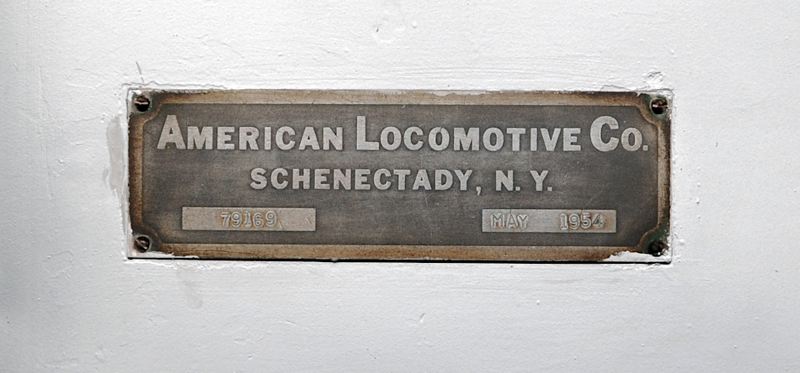 AMERICAN LOCOMOTIVE CO.
SCHENECTADY, N. Y.
79169 MAY 1954